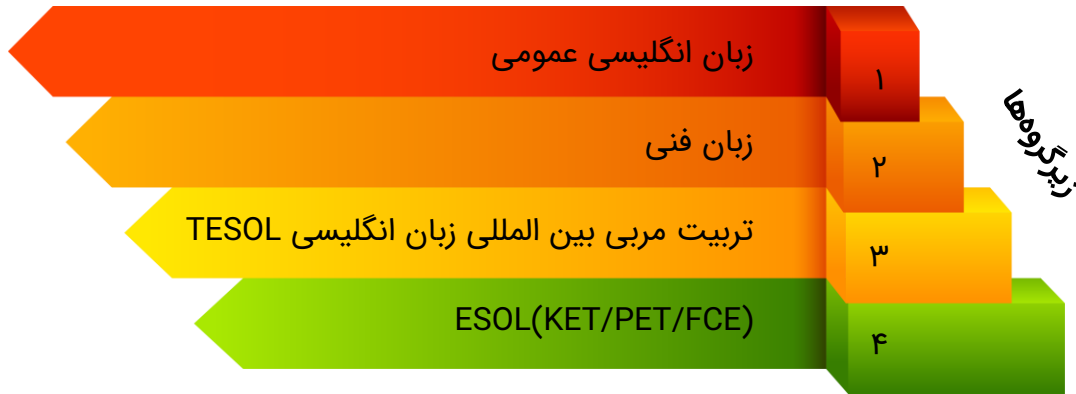 زیرگروه‌ها
۱
زبان انگلیسی عمومی
۲
زبان فنی
۳
تربیت مربی بین المللی زبان انگلیسی TESOL
۴
ESOL(KET/PET/FCE)